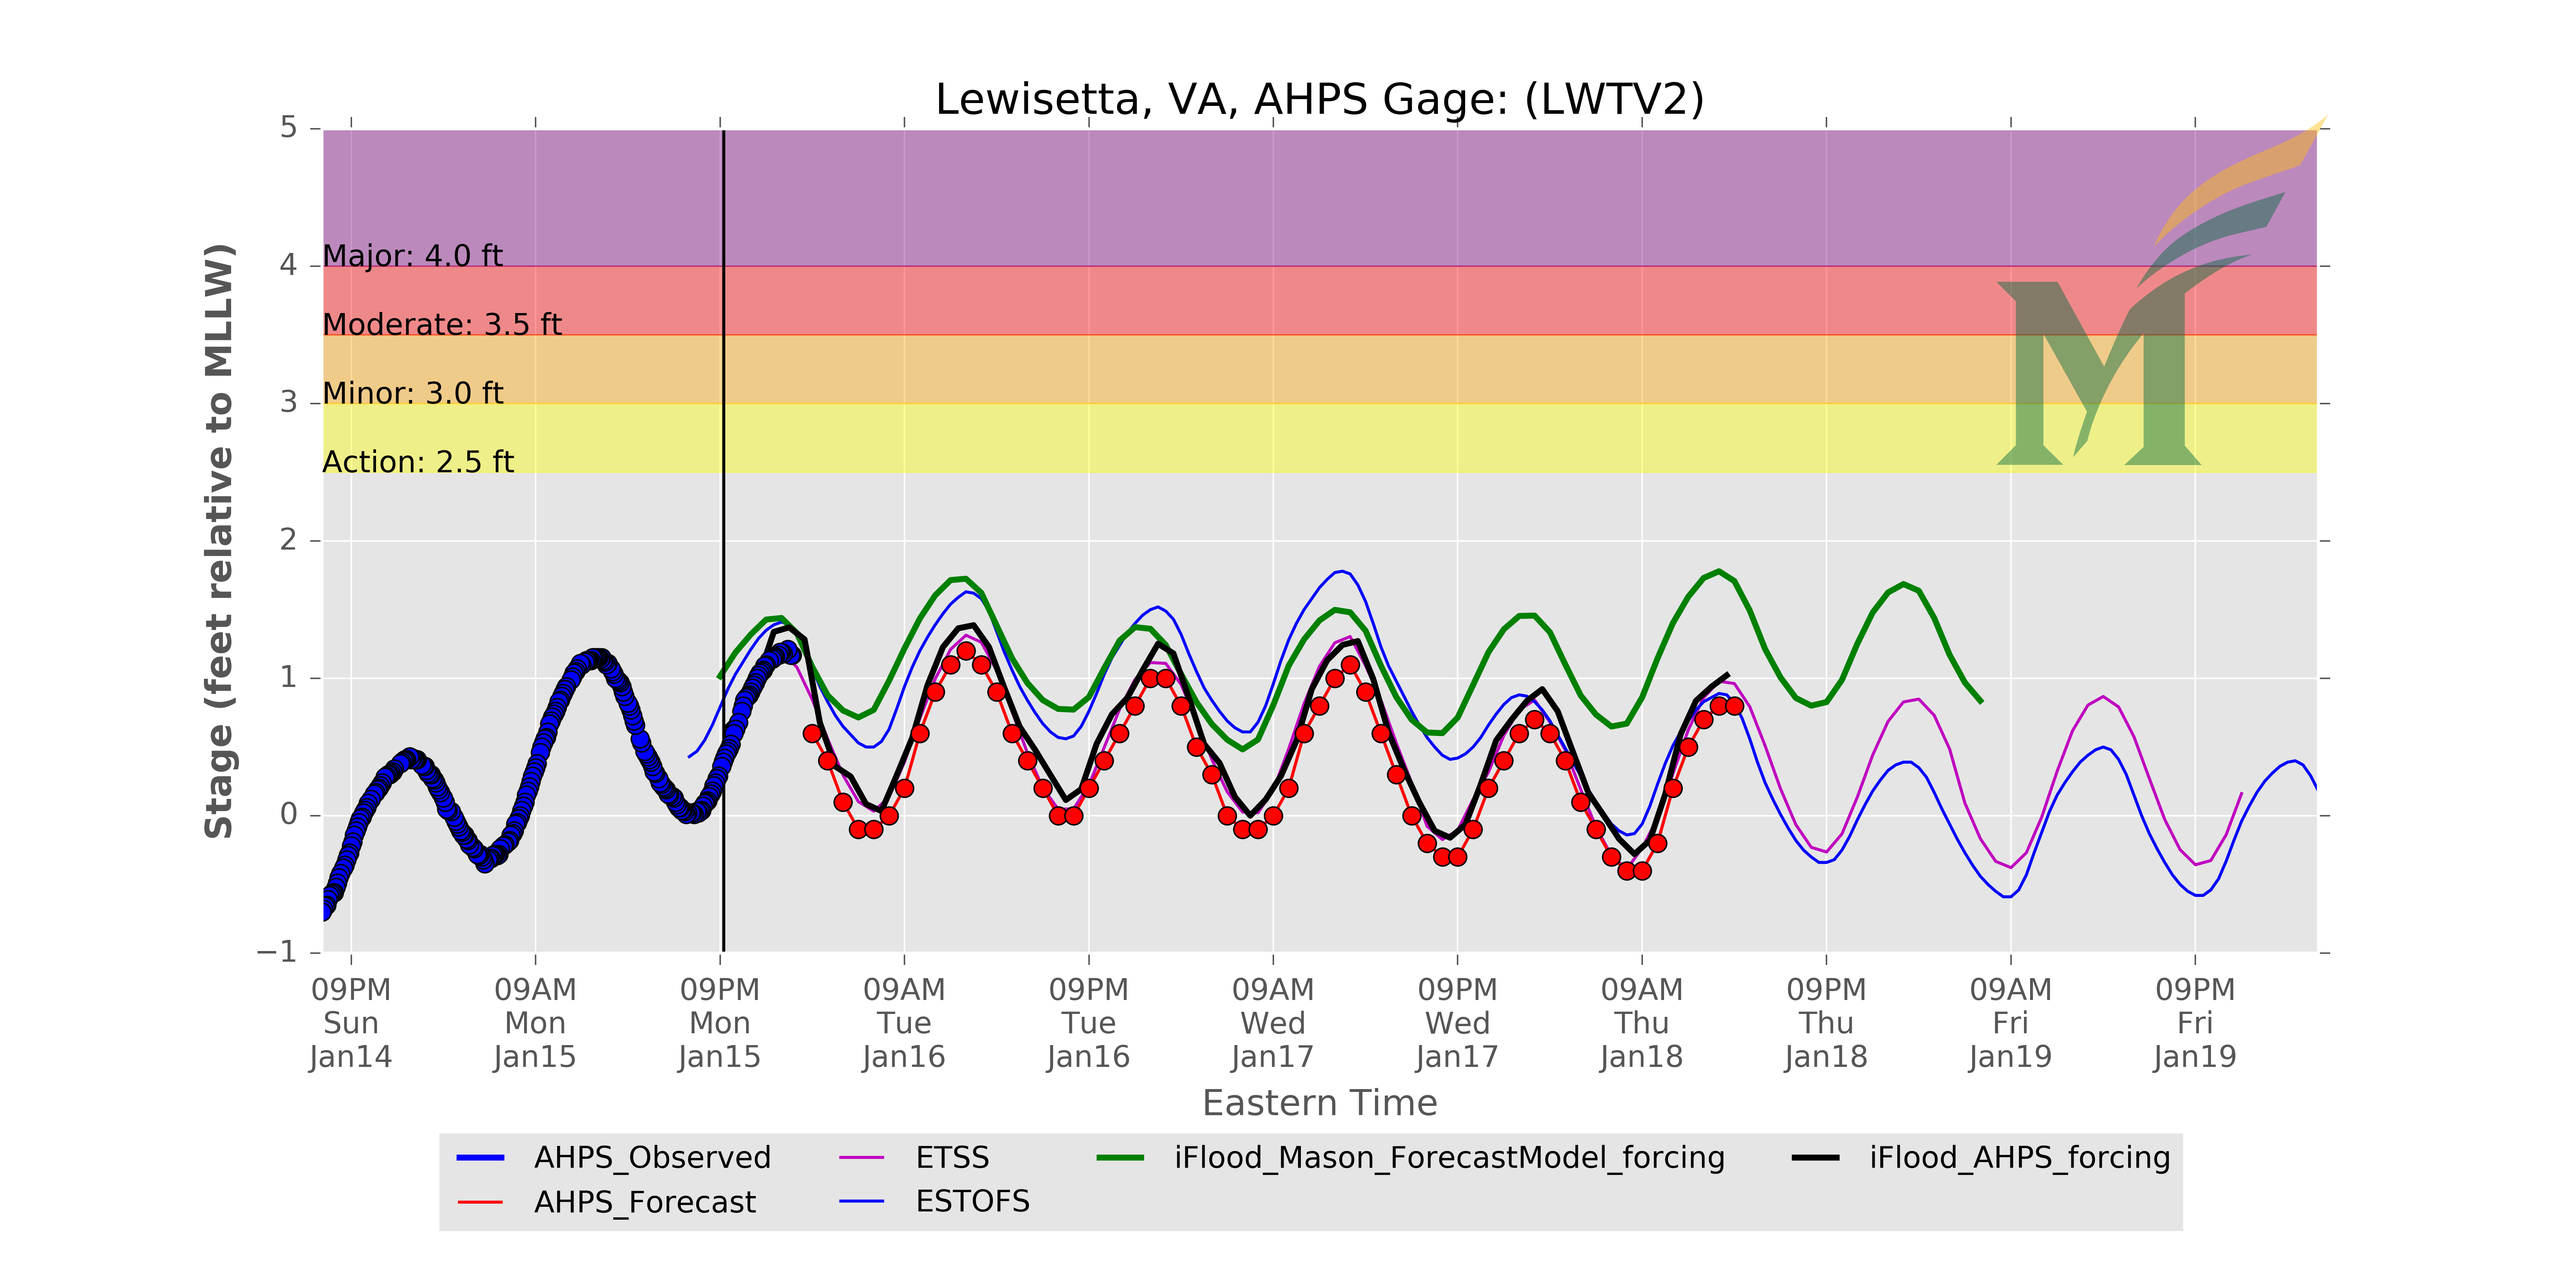 Lewisetta, VA, AHPS Gage: (LWTV2)
Stage (feet relative to MLLW)
5
4
3
2
1
0
−1
Major: 4.0 ft
Moderate: 3.5 ft
Minor: 3.0 ft
Action: 2.5 ft
M
09PM 09AM 09PM 09AM 09PM 09AM 09PM 09AM 09PM 09AM 09PM
Sun Mon Mon Tue Tue Wed Wed Thu Thu Fri Fri
Jan14 Jan15 Jan15 Jan16 Jan16 Jan17 Jan17 Jan18 Jan18 Jan19 Jan19
Eastern Time
AHPS_Observed ETSS iFlood_Mason_ForecastModel_forcing iFlood_AHPS_forcing
AHPS_Forecast ESTOFS